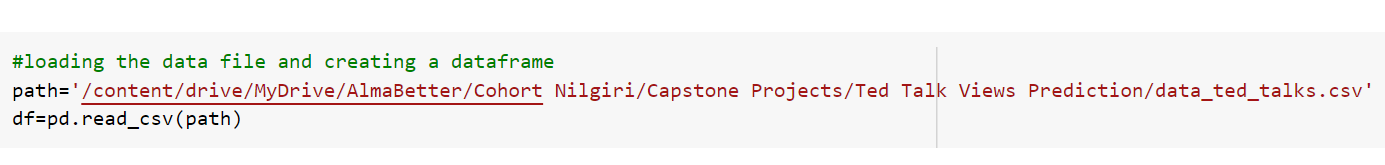 #loading the data file and creating a dataframe
path='/content/drive/MyDrive/AlmaBetter/Cohort Nilgiri/Capstone Projects/Ted Talk Views Prediction/data_ted_talks.csv'
df=pd.read_csv(path)